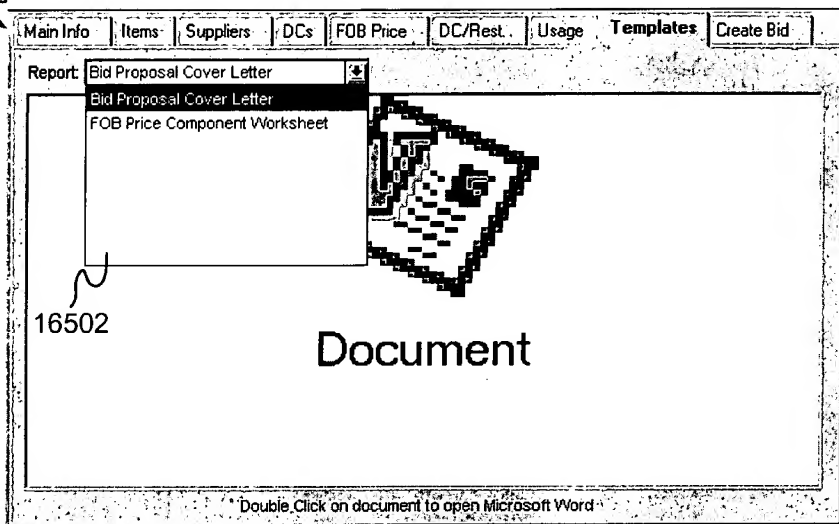 Main Info Items Suppliers DCs FOB Price DC/Rest. Usage Templates Create Bid
Report: Bid Proposal Cover Letter
Bid Proposal Cover Letter
FOB Price Component Worksheet
16502
Document
Double Click on document to open Microsoft Word